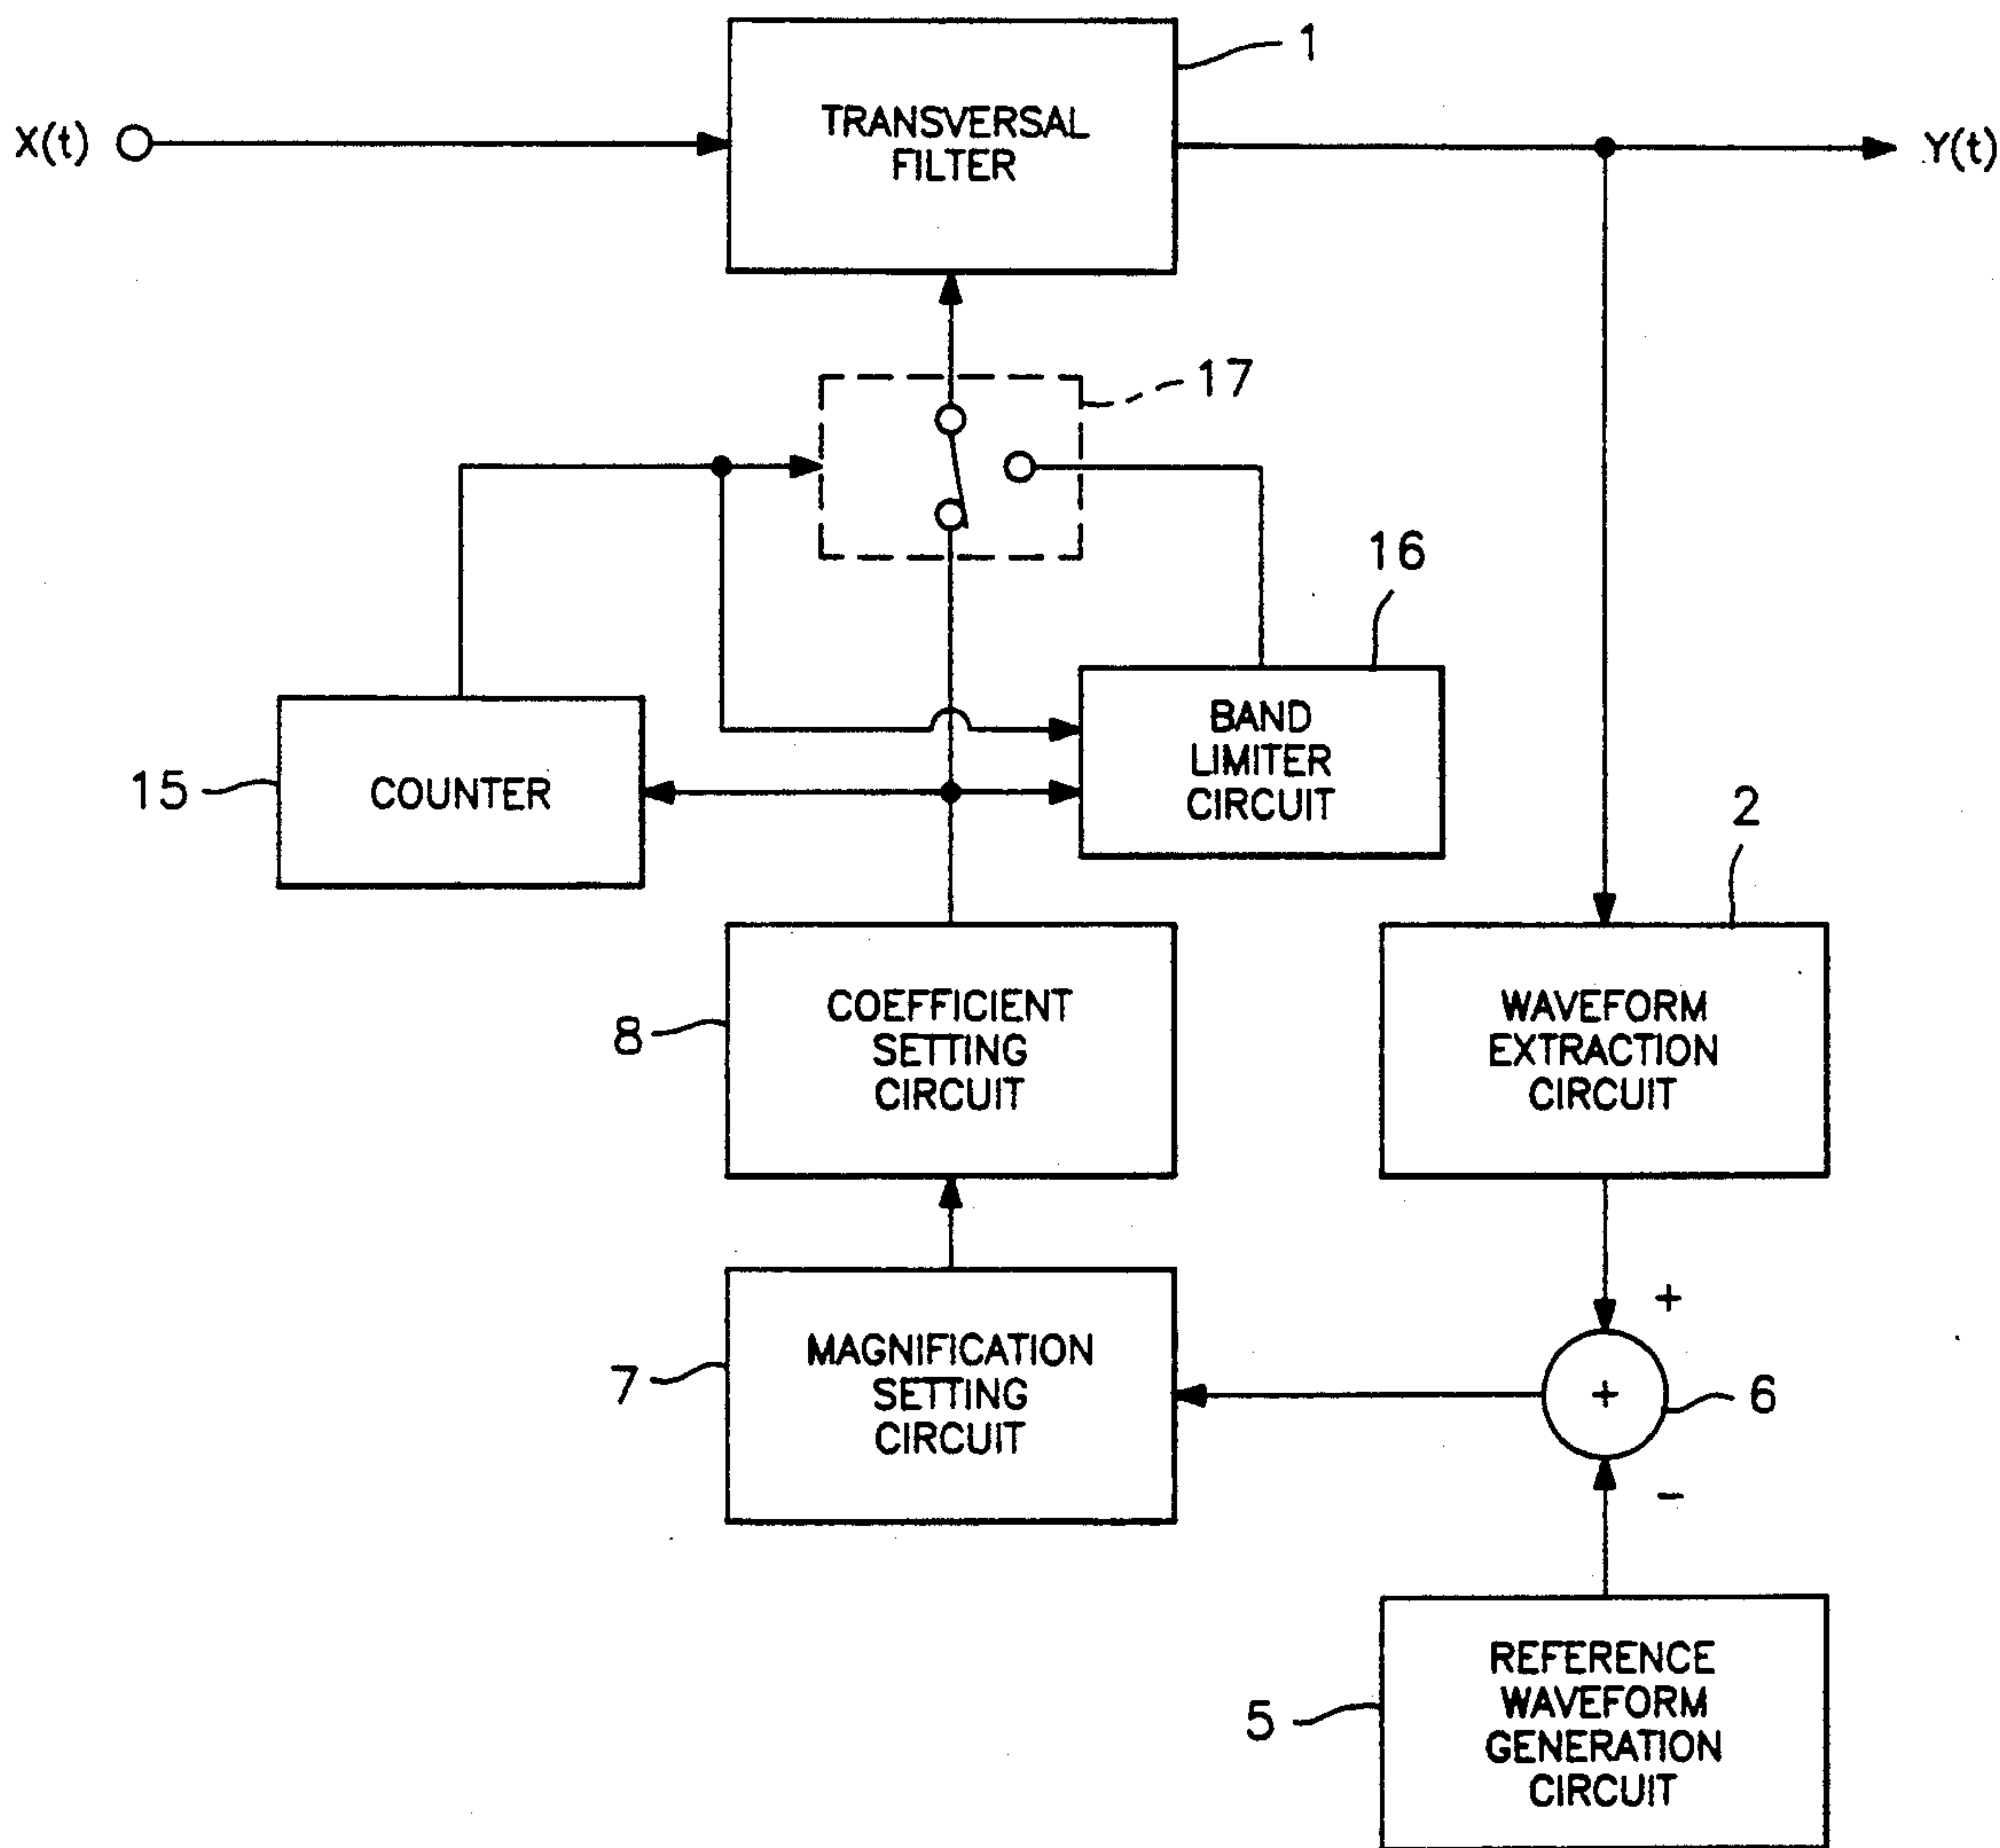 1
X(t)
TRANSVERSAL
FILTER
Y(t)
17
16
BAND
LIMITER
CIRCUIT
15
COUNTER
2
8
COEFFICIENT
SETTING
CIRCUIT
WAVEFORM
EXTRACTION
CIRCUIT
+
7
MAGNIFICATION
SETTING
CIRCUIT
+
6
-
5
REFERENCE
WAVEFORM
GENERATION
CIRCUIT